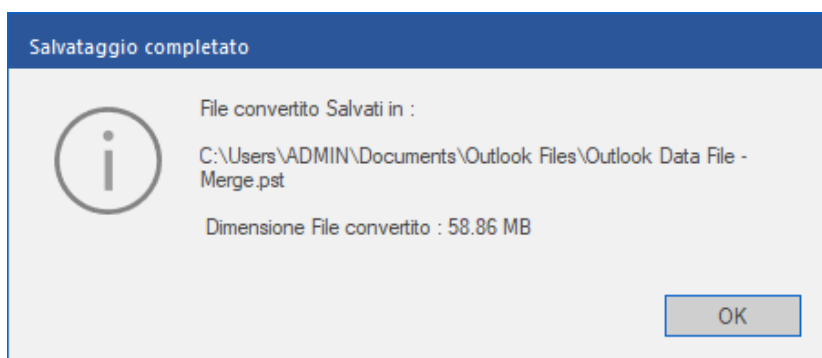 Salvataggio completato
File convertito Salvati in :
C:\Users\ADMIN\Documents\Outlook Files\Outlook Data File -
Merge.pst
Dimensione File convertito : 58.86 MB
OK